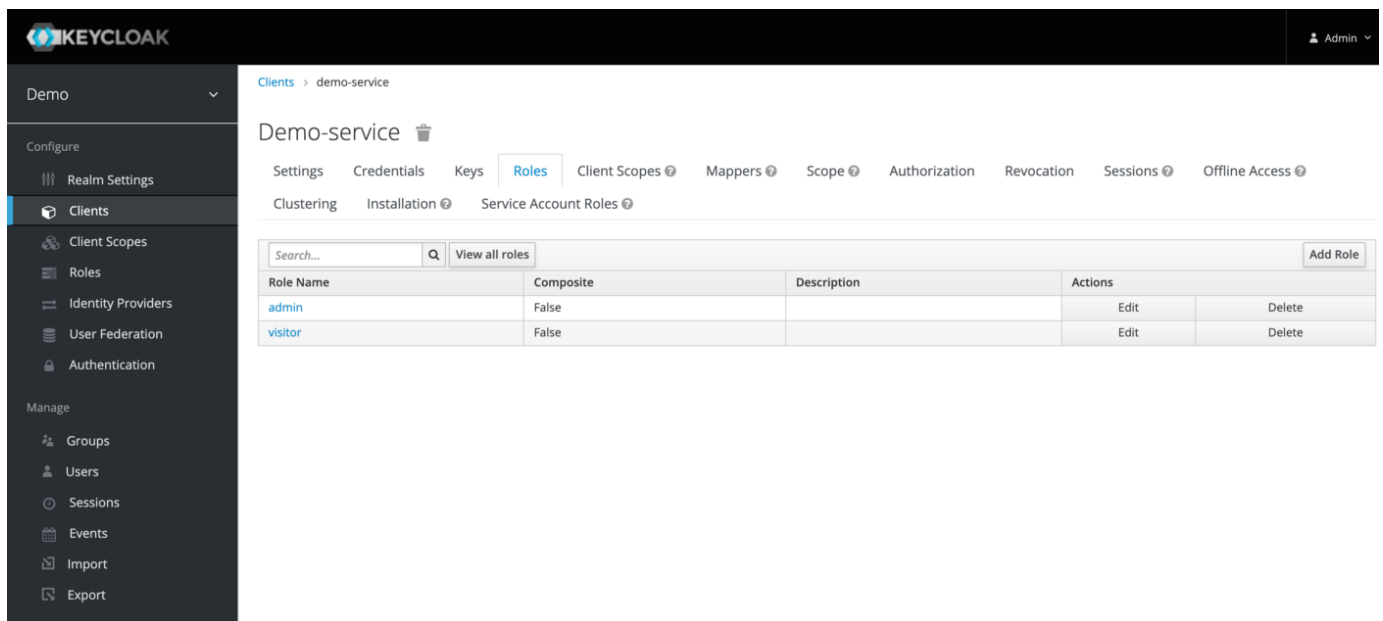 KEYCLOAK
Admin
Demo
Clients > demo-service
Demo-service
Configure
Realm Settings
Clients
Client Scopes
Roles
Identity Providers
User Federation
Authentication
Manage
Groups
Users
Sessions
Events
Import
Export
Settings Credentials Keys Roles Client Scopes Mappers Scope Authorization Revocation Sessions Offline Access
Clustering Installation Service Account Roles
Search... View all roles Add Role
Role Name Composite Description Actions
admin False Edit Delete
visitor False Edit Delete